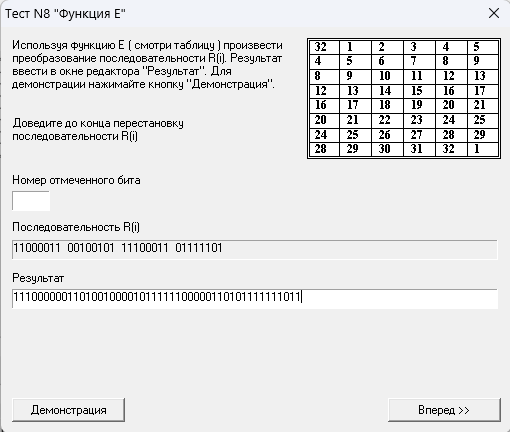 Тест N8 "Функция E"
Используя функцию E ( смотри таблицу ) произвести
преобразование последовательности R(i). Результат
ввести в окне редактора "Результат". Для
демонстрации нажимайте кнопку "Демонстрация".
Доведите до конца перестановку
последовательности R(i)
32 1 2 3 4 5
4 5 6 7 8 9
8 9 10 11 12 13
12 13 14 15 16 17
16 17 18 19 20 21
20 21 22 23 24 25
24 25 26 27 28 29
28 29 30 31 32 1
Номер отмеченного бита
Последовательность R(i)
11000011 00100101 11100011 01111101
Результат
111000000110100100001011111100000110101111111011
Демонстрация
Вперед >>